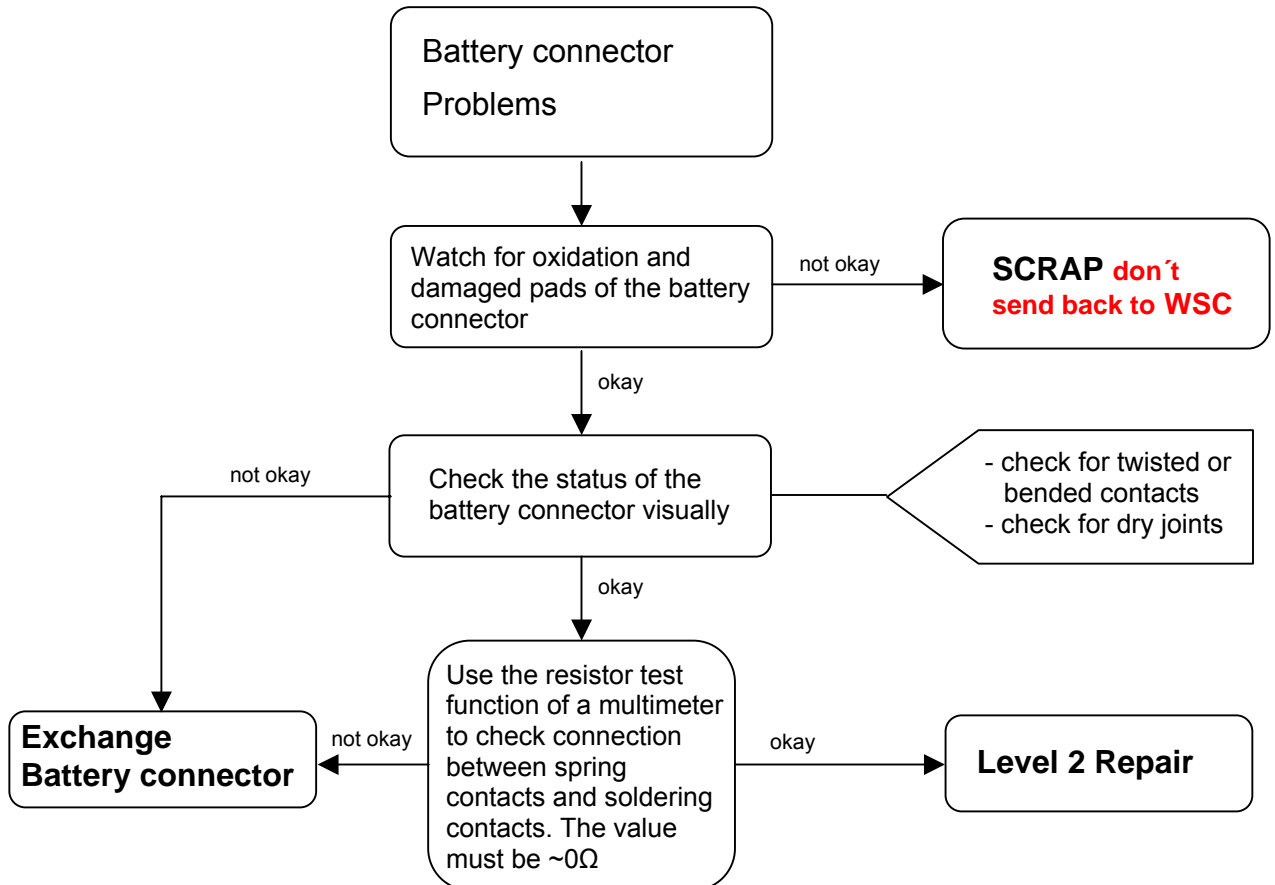 Battery connector
Problems
Watch for oxidation and
damaged pads of the battery
connector
not okay
SCRAP don´t
send back to WSC
okay
not okay
Check the status of the
battery connector visually
- check for twisted or
bended contacts
- check for dry joints
okay
Exchange
Battery connector
not okay
Use the resistor test
function of a multimeter
to check connection
between spring
contacts and soldering
contacts. The value
must be ~0Ω
okay
Level 2 Repair